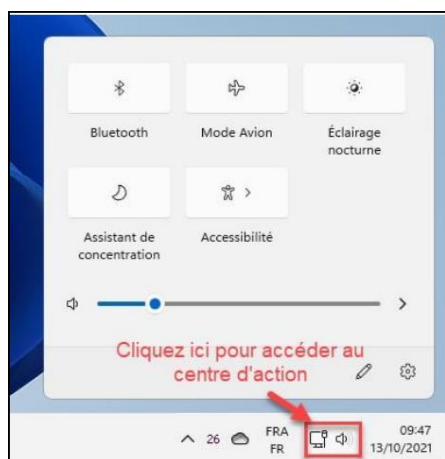 Bluetooth
Mode Avion
Éclairage
nocturne
Assistant de
concentration
Accessibilité
Cliquez ici pour accéder au
centre d'action
26
FRA
FR
09:47
13/10/2021